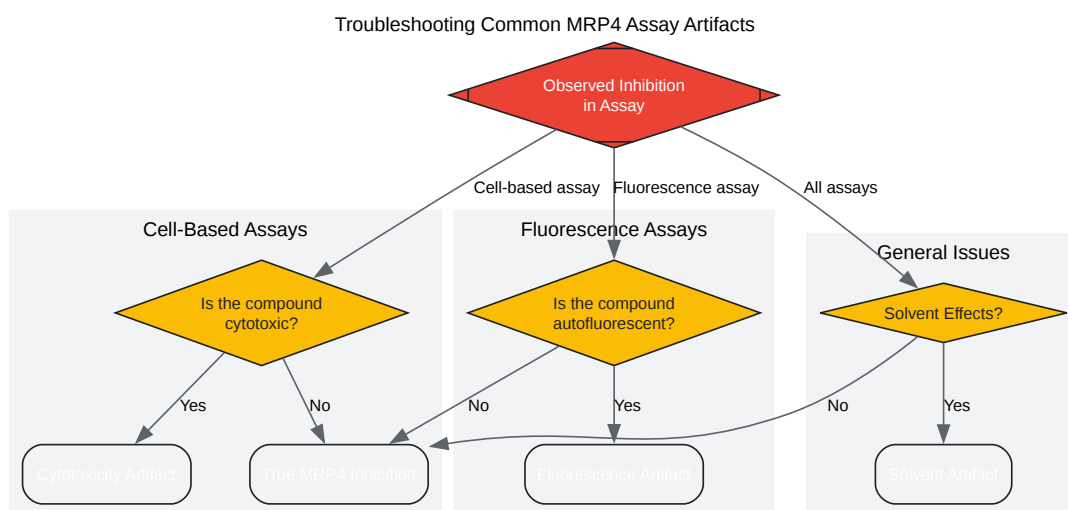 Troubleshooting Common MRP4 Assay Artifacts
Observed Inhibition
in Assay
Cell-based assay
Fluorescence assay
All assays
Cell-Based Assays
Fluorescence Assays
General Issues
Is the compound
cytotoxic?
Is the compound
autofluorescent?
Solvent Effects?
Yes
No
No
Yes
No
Yes
Cytotoxicity Artifact
True MRP4 Inhibition
Fluorescence Artifact
Solvent Artifact